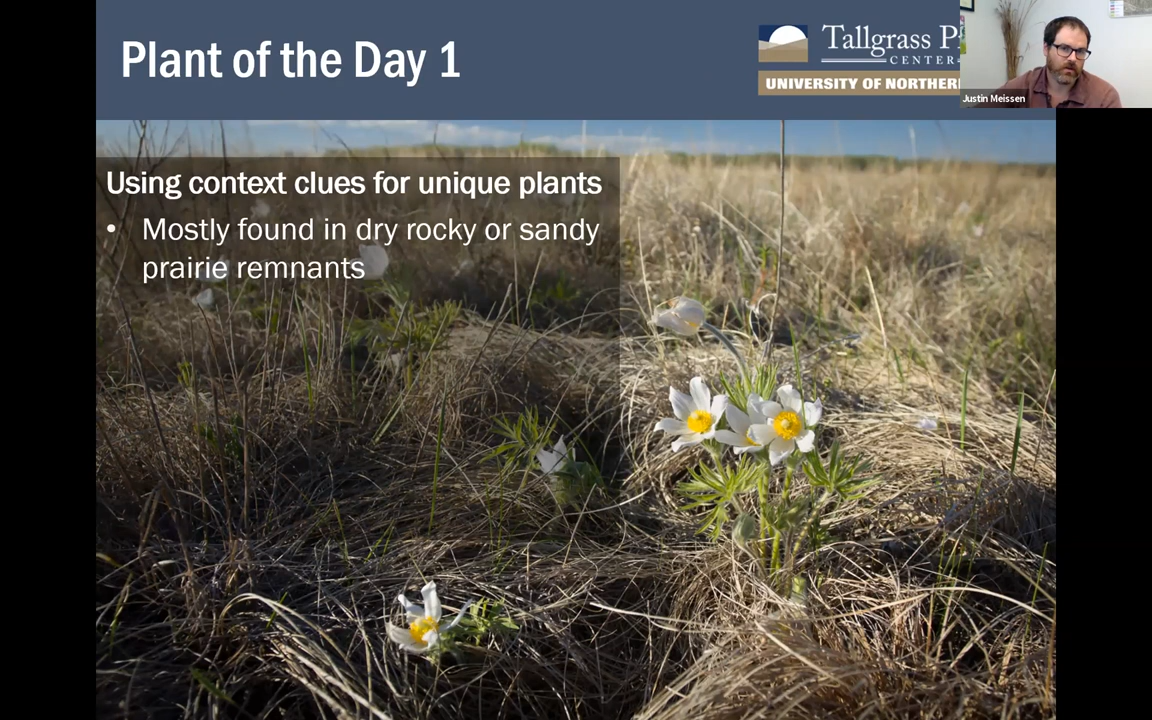 Plant of the Day 1
Tallgrass P
CENTER
UNIVERSITY OF NORTHER
Justin Meissen
Using context clues for unique plants
• Mostly found in dry rocky or sandy
prairie remnants